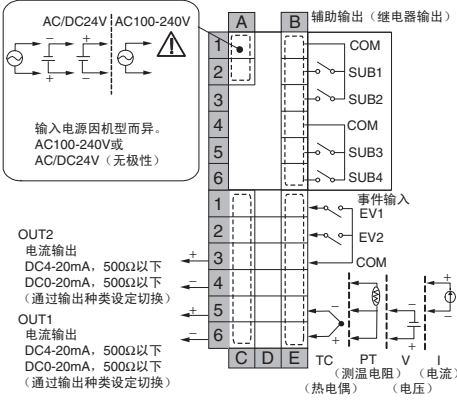 AC/DC24V AC100-240V
输入电源因机型而异。
AC100-240V或
AC/DC24V（无极性）
A B
1
2
3
4
5
6
1
2
3
4
5
6
C D E
辅助输出（继电器输出）
COM
SUB1
SUB2
COM
SUB3
SUB4
事件输入
EV1
EV2
COM
OUT2
电流输出
DC4-20mA，500Ω以下
DC0-20mA，500Ω以下
（通过输出种类设定切换）
OUT1
电流输出
DC4-20mA，500Ω以下
DC0-20mA，500Ω以下
（通过输出种类设定切换）
TC PT V I
（测温电阻） （电流）
（热电偶） （电压）